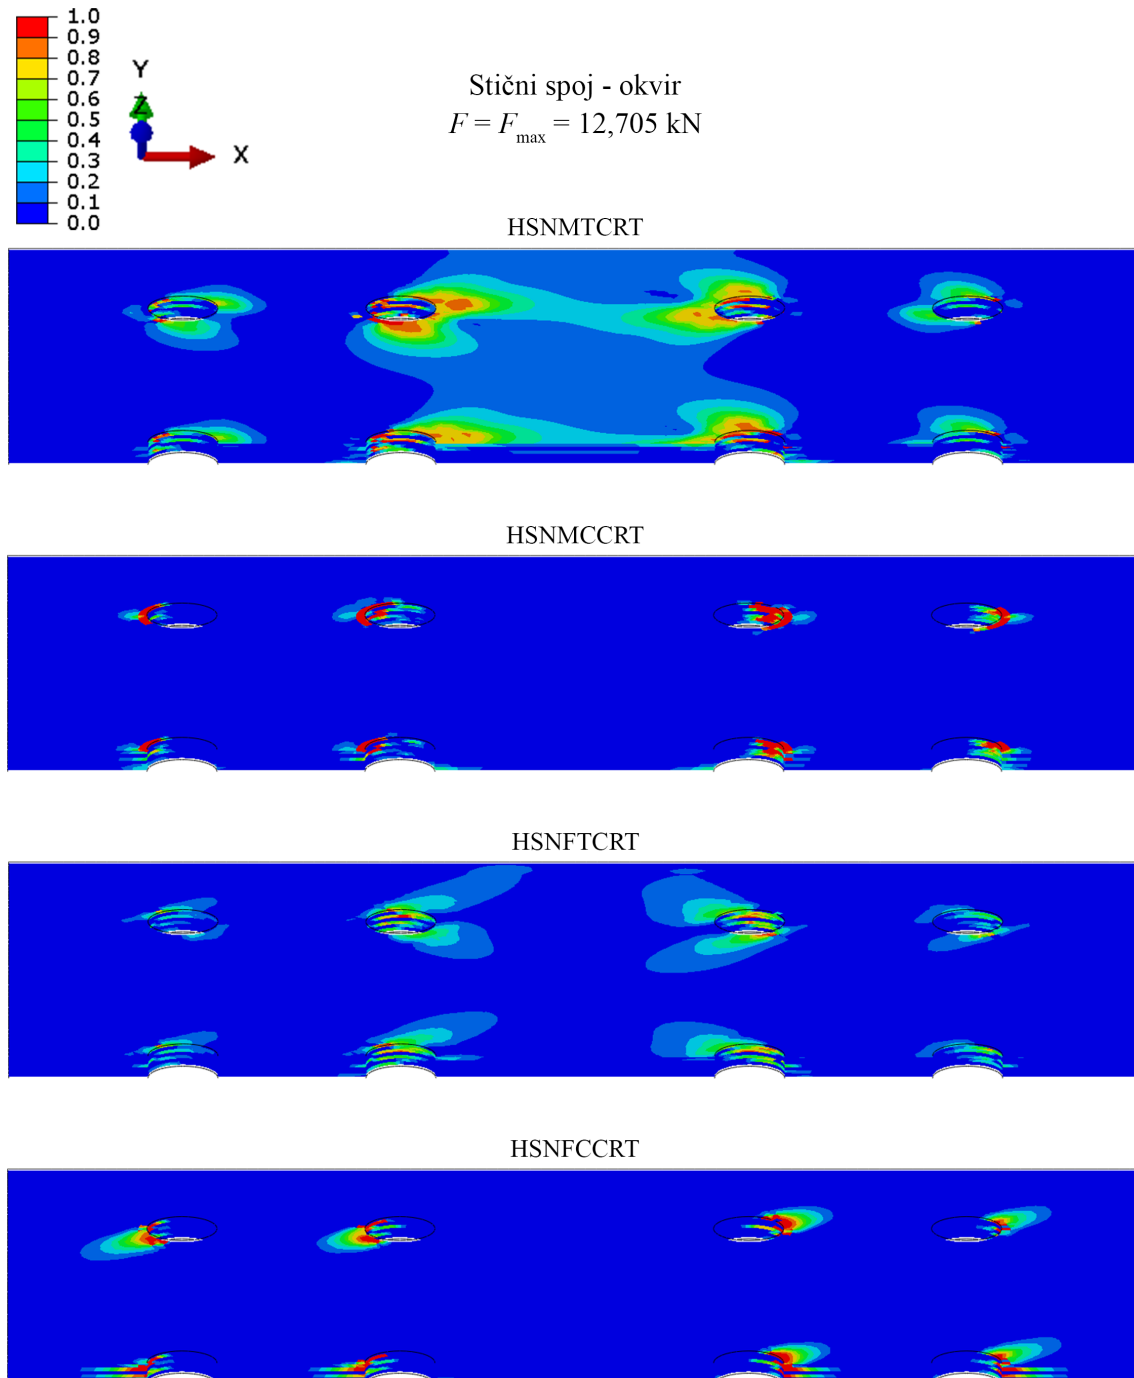 1.0
0.9
0.8
0.7
0.6
0.5
0.4
0.3
0.2
0.1
0.0
Y
Z
X
Stični spoj - okvir
F = Fmax = 12,705 kN
HSNMTCRT
HSNMCCRT
HSNFTCRT
HSNFCCRT